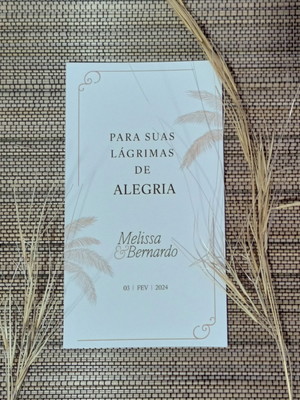 PARA SUAS
LÁGRIMAS
DE
ALEGRIA
Melissa
&Bernardo
03 | FEV | 2024